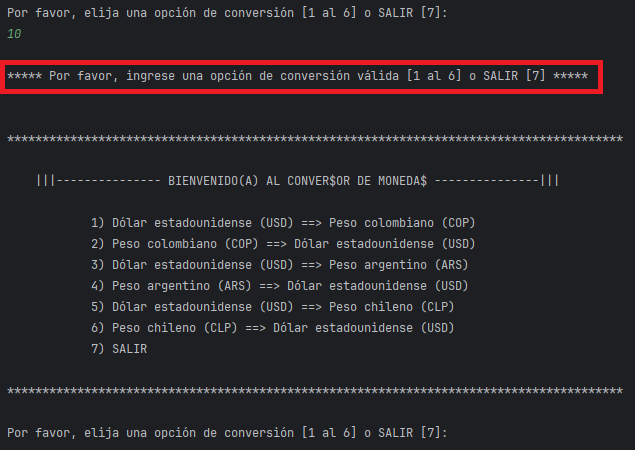 Por favor, elija una opción de conversión [1 al 6] o SALIR [7]:
10
***** Por favor, ingrese una opción de conversión válida [1 al 6] o SALIR [7] *****
****************************************************************************************
|||--------------- BIENVENIDO(A) AL CONVER$OR DE MONEDA$ ---------------|||
1) Dólar estadounidense (USD) ==> Peso colombiano (COP)
2) Peso colombiano (COP) ==> Dólar estadounidense (USD)
3) Dólar estadounidense (USD) ==> Peso argentino (ARS)
4) Peso argentino (ARS) ==> Dólar estadounidense (USD)
5) Dólar estadounidense (USD) ==> Peso chileno (CLP)
6) Peso chileno (CLP) ==> Dólar estadounidense (USD)
7) SALIR
****************************************************************************************
Por favor, elija una opción de conversión [1 al 6] o SALIR [7]: